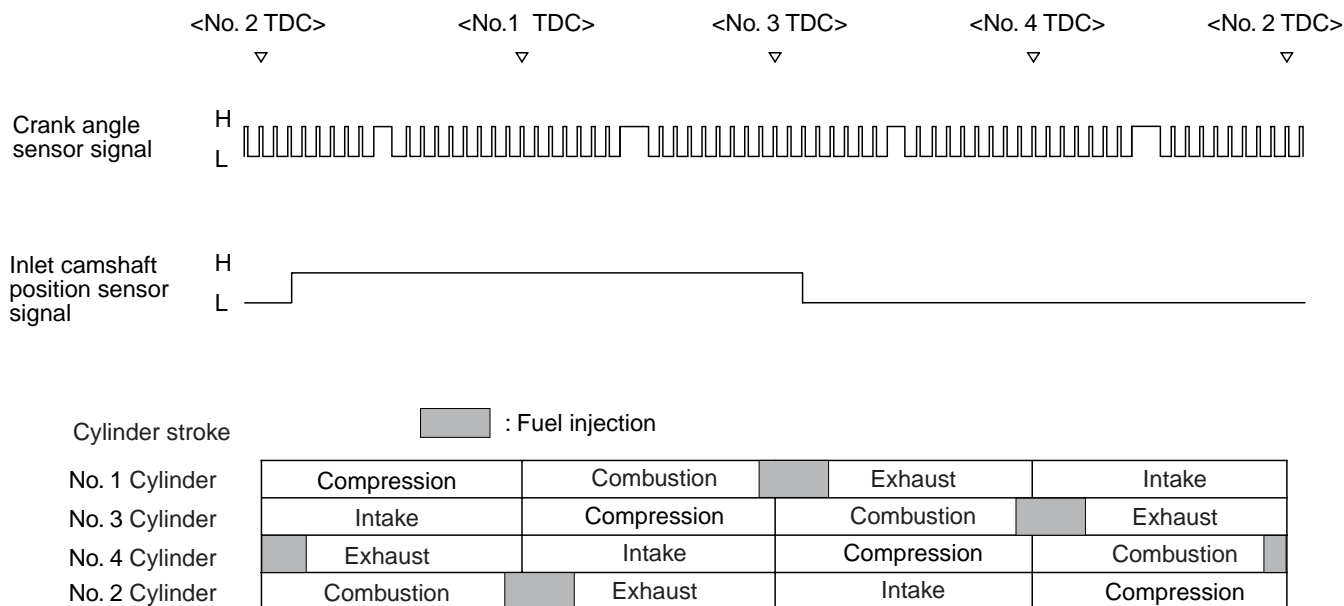 <No. 2 TDC> <No.1 TDC> <No. 3 TDC> <No. 4 TDC> <No. 2 TDC>
Crank angle
sensor signal
H
L
Inlet camshaft
position sensor
signal
H
L
Cylinder stroke
: Fuel injection
No. 1 Cylinder Compression Combustion Exhaust Intake
No. 3 Cylinder Intake Compression Combustion Exhaust
No. 4 Cylinder Exhaust Intake Compression Combustion
No. 2 Cylinder Combustion Exhaust Intake Compression